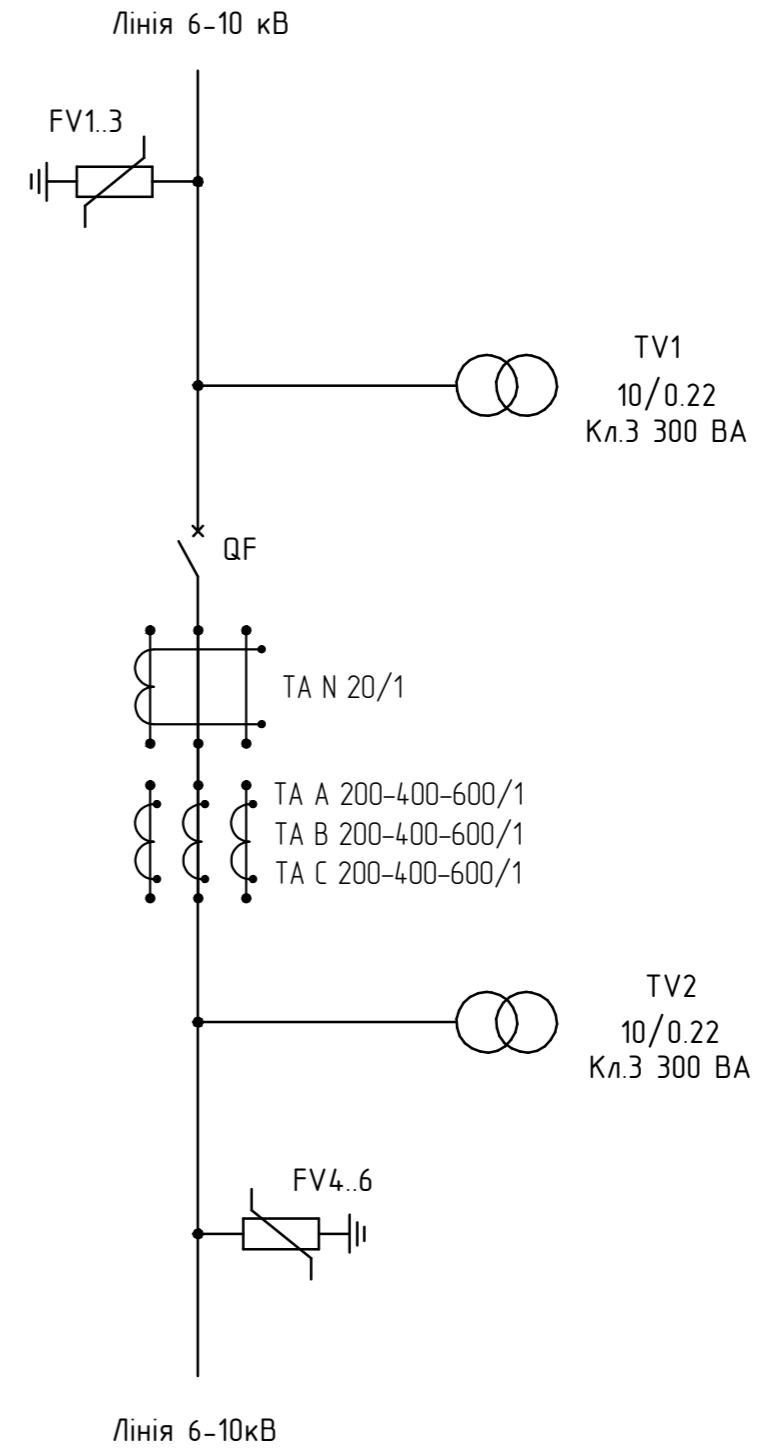 Лінія 6-10 кВ
FV1..3
TV1
10/0.22
Кл.3 300 ВА
QF
TA N 20/1
TA A 200-400-600/1
TA B 200-400-600/1
TA C 200-400-600/1
TV2
10/0.22
Кл.3 300 ВА
FV4..6
Лінія 6-10кВ